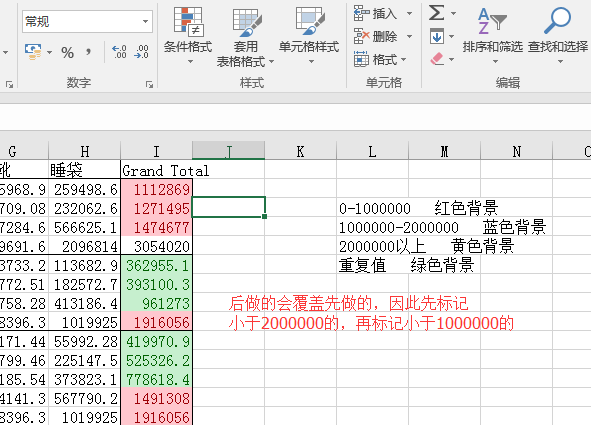 常规
条件格式
套用
表格格式
单元格样式
插入
删除
格式
排序和筛选
查找和选择
% , .00
数字
样式
单元格
编辑
G H I J K L M N O
靴 睡袋 Grand Total
5968.9 259498.6 1112869
709.08 232062.6 1271495
7284.6 566625.1 1474677
9691.6 2096814 3054020
3733.2 113682.9 362955.1
772.51 182572.7 393100.3
758.28 413186.4 961273
8396.3 1019925 1916056
171.44 55992.28 419970.9
799.46 225147.5 525326.2
185.54 373823.1 778618.4
4141.3 567790.2 1491308
8396.3 1019925 1916056
0-1000000 红色背景
1000000-2000000 蓝色背景
2000000以上 黄色背景
重复值 绿色背景
后做的会覆盖先做的，因此先标记
小于2000000的，再标记小于1000000的